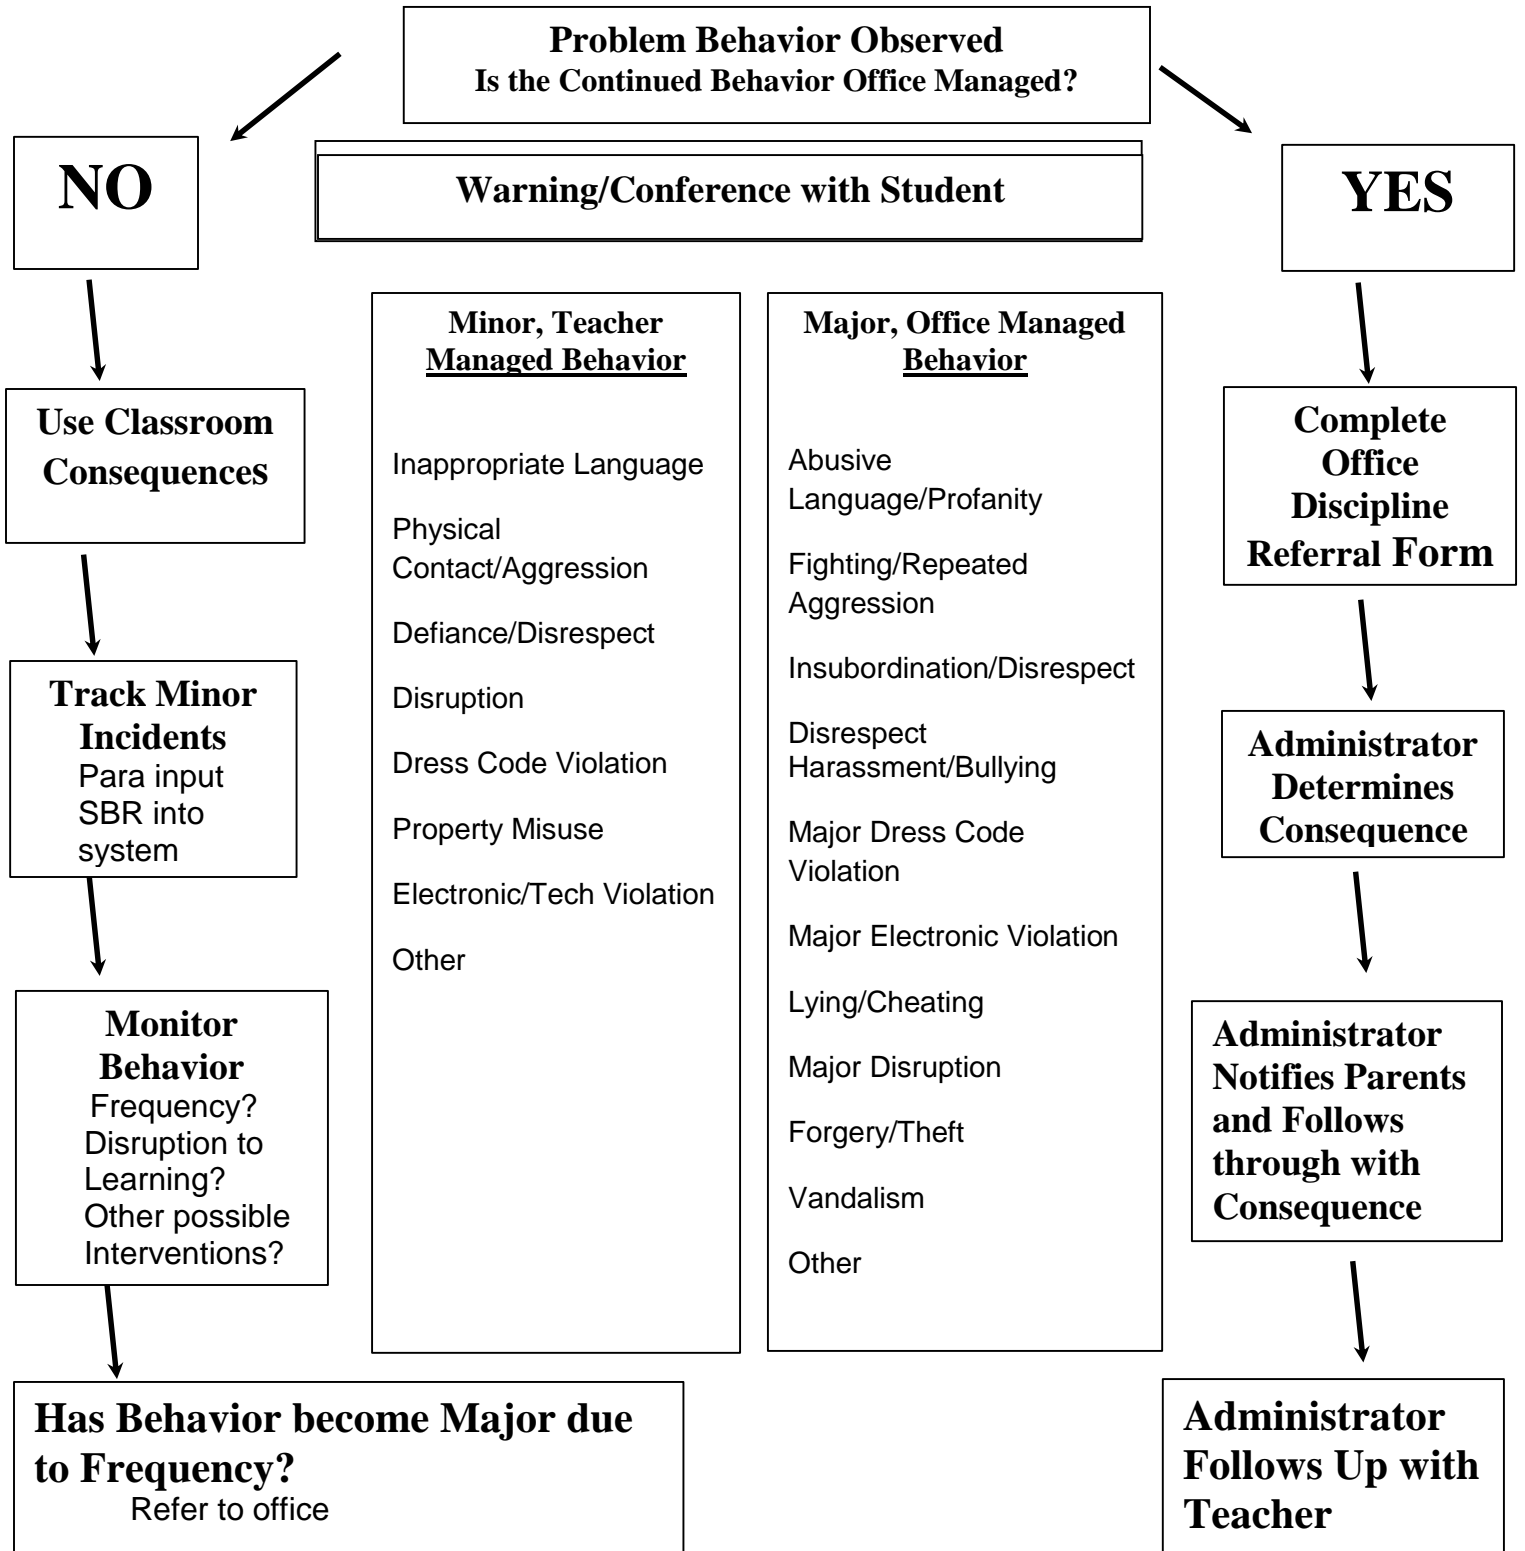 Problem Behavior Observed
Is the Continued Behavior Office Managed?
NO
Warning/Conference with Student
YES
Use Classroom
Consequences
Track Minor
Incidents
Para input
SBR into
system
Monitor
Behavior
Frequency?
Disruption to
Learning?
Other possible
Interventions?
Has Behavior become Major due
to Frequency?
Refer to office
Minor, Teacher
Managed Behavior
Inappropriate Language
Physical
Contact/Aggression
Defiance/Disrespect
Disruption
Dress Code Violation
Property Misuse
Electronic/Tech Violation
Other
Major, Office Managed
Behavior
Abusive
Language/Profanity
Fighting/Repeated
Aggression
Insubordination/Disrespect
Disrespect
Harassment/Bullying
Major Dress Code
Violation
Major Electronic Violation
Lying/Cheating
Major Disruption
Forgery/Theft
Vandalism
Other
Complete
Office
Discipline
Referral Form
Administrator
Determines
Consequence
Administrator
Notifies Parents
and Follows
through with
Consequence
Administrator
Follows Up with
Teacher